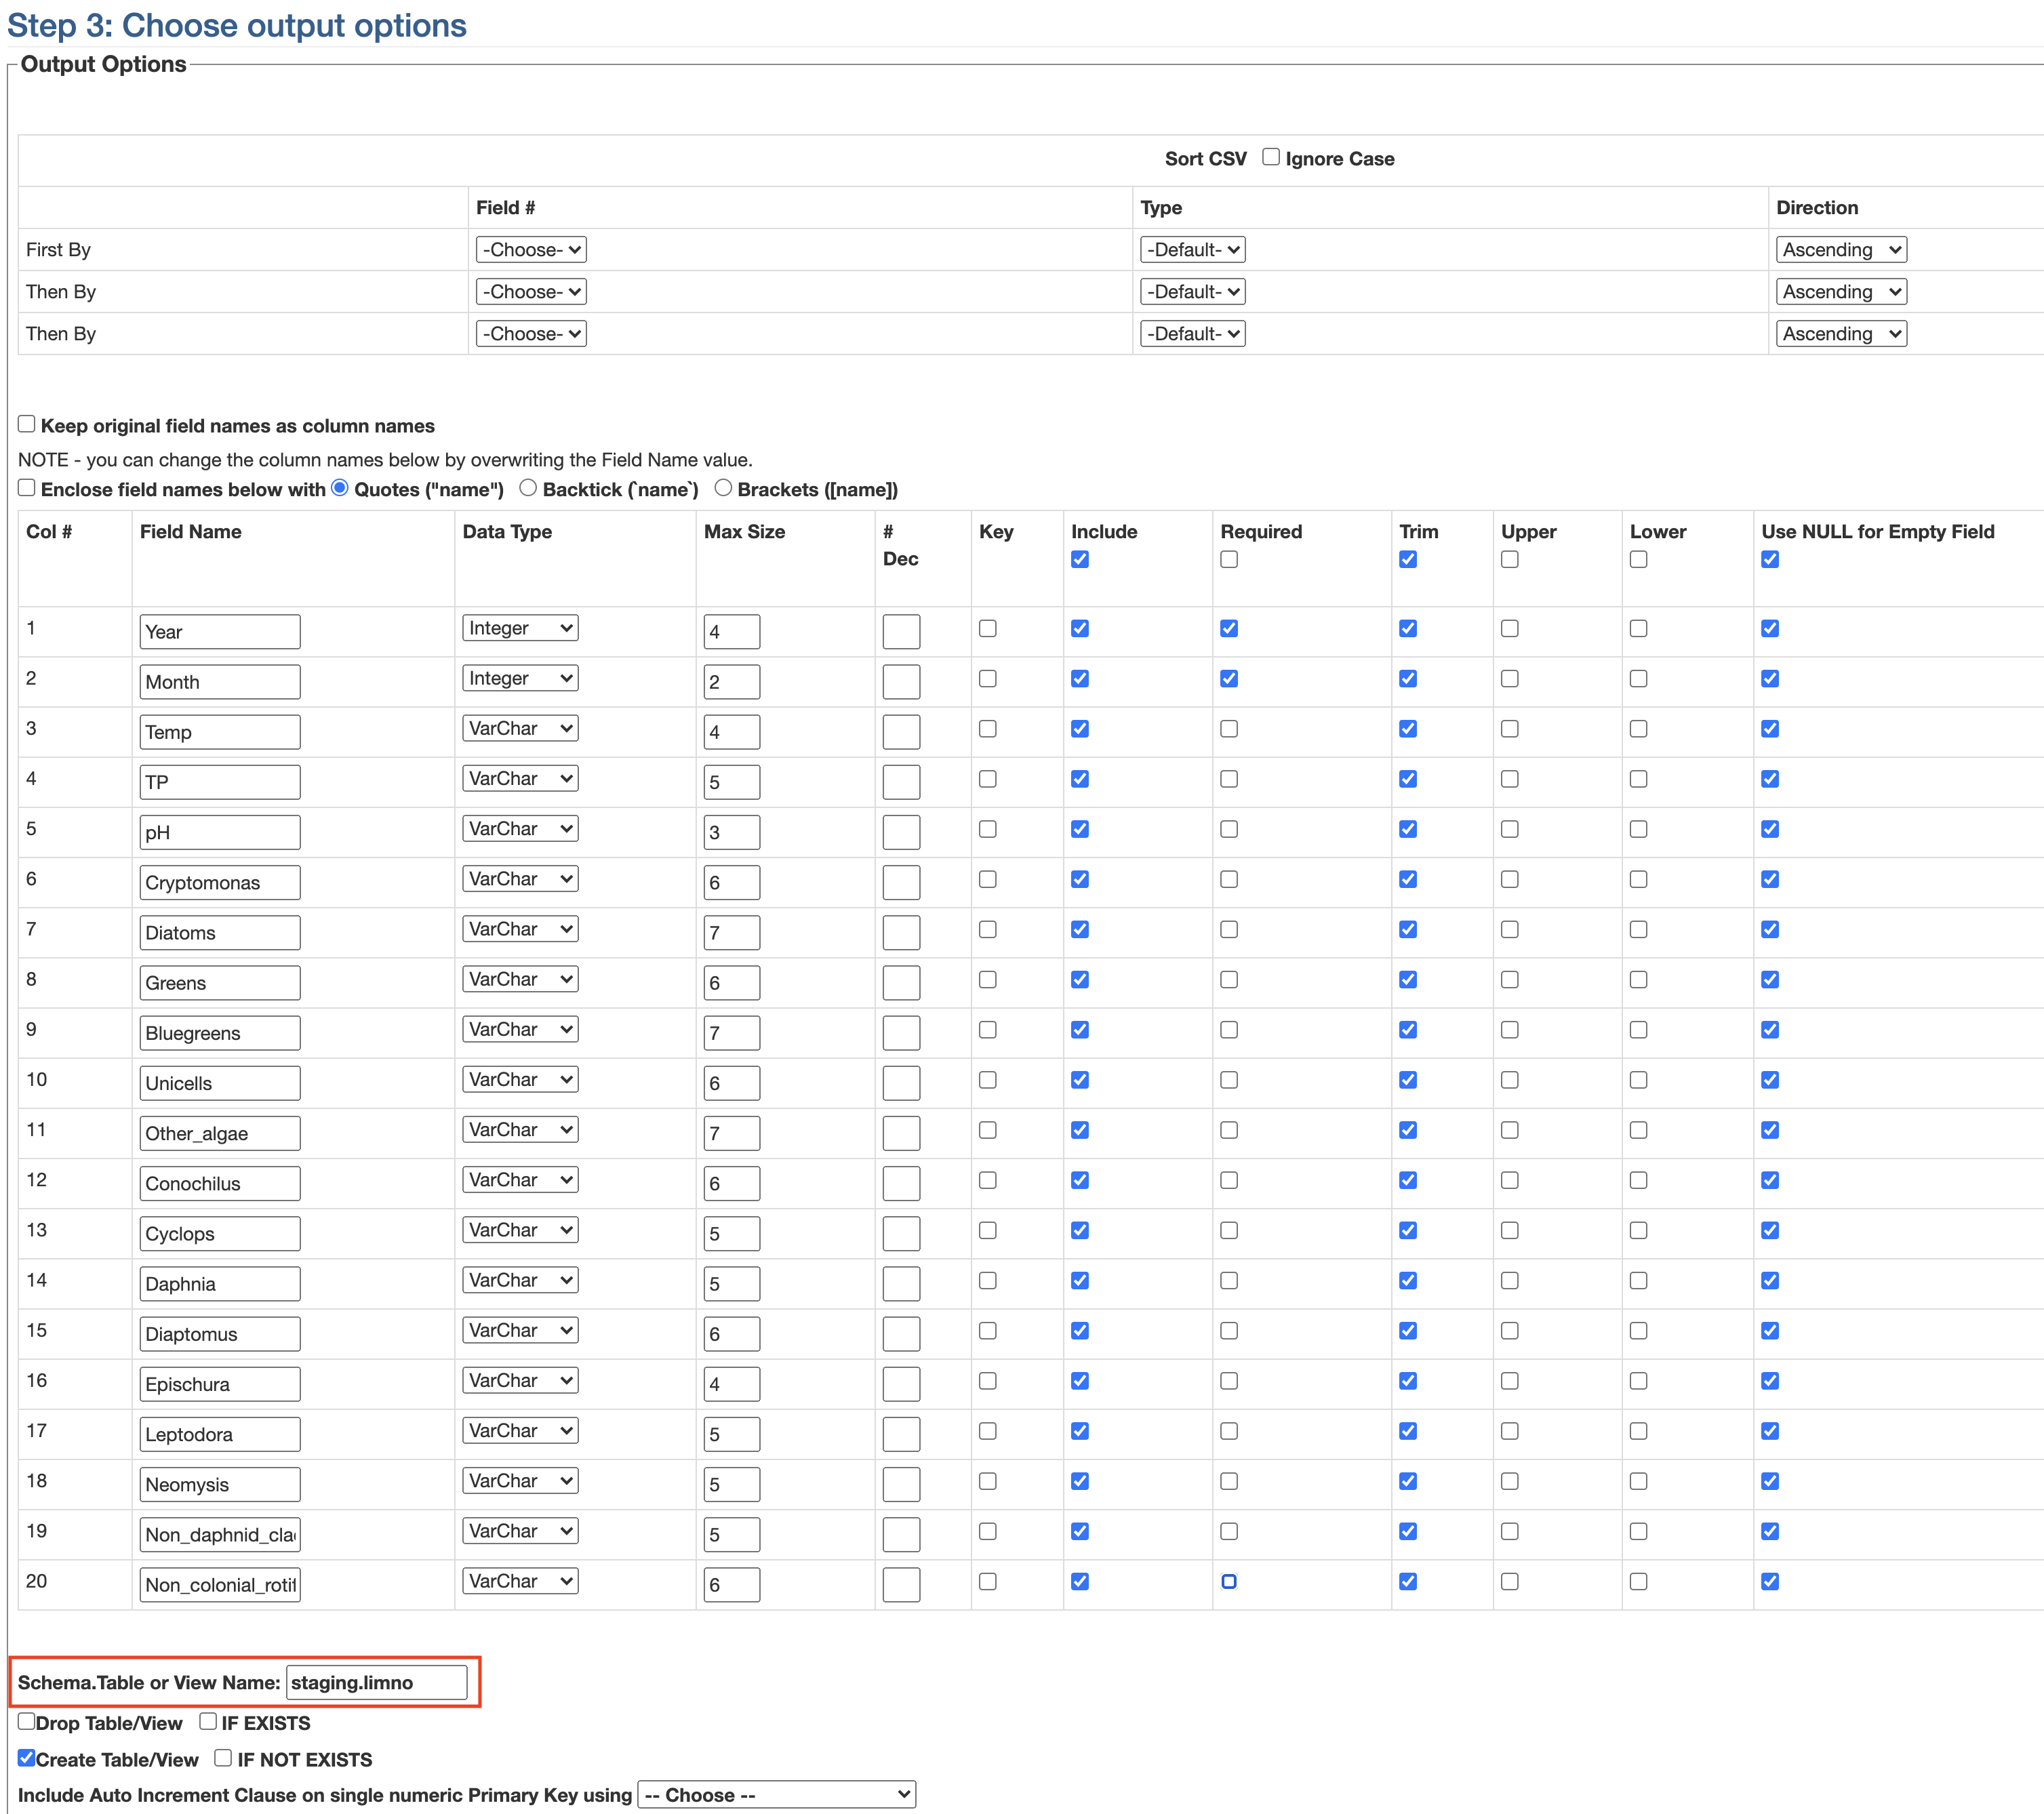 Step 3: Choose output options
Output Options
Sort CSV Ignore Case
Field # Type Direction
First By -Choose- -Default- Ascending
Then By -Choose- -Default- Ascending
Then By -Choose- -Default- Ascending
Keep original field names as column names
NOTE - you can change the column names below by overwriting the Field Name value.
Enclose field names below with Quotes ("name") Backtick (`name`) Brackets ([name])
Col # Field Name Data Type Max Size # Dec Key Include Required Trim Upper Lower Use NULL for Empty Field
1 Year Integer 4
2 Month Integer 2
3 Temp VarChar 4
4 TP VarChar 5
5 pH VarChar 3
6 Cryptomonas VarChar 6
7 Diatoms VarChar 7
8 Greens VarChar 6
9 Bluegreens VarChar 7
10 Unicells VarChar 6
11 Other_algae VarChar 7
12 Conochilus VarChar 6
13 Cyclops VarChar 5
14 Daphnia VarChar 5
15 Diaptomus VarChar 6
16 Epischura VarChar 4
17 Leptodora VarChar 5
18 Neomysis VarChar 5
19 Non_daphnid_cla VarChar 5
20 Non_colonial_roti VarChar 6
Schema.Table or View Name: staging.limno
Drop Table/View IF EXISTS
Create Table/View IF NOT EXISTS
Include Auto Increment Clause on single numeric Primary Key using -- Choose --